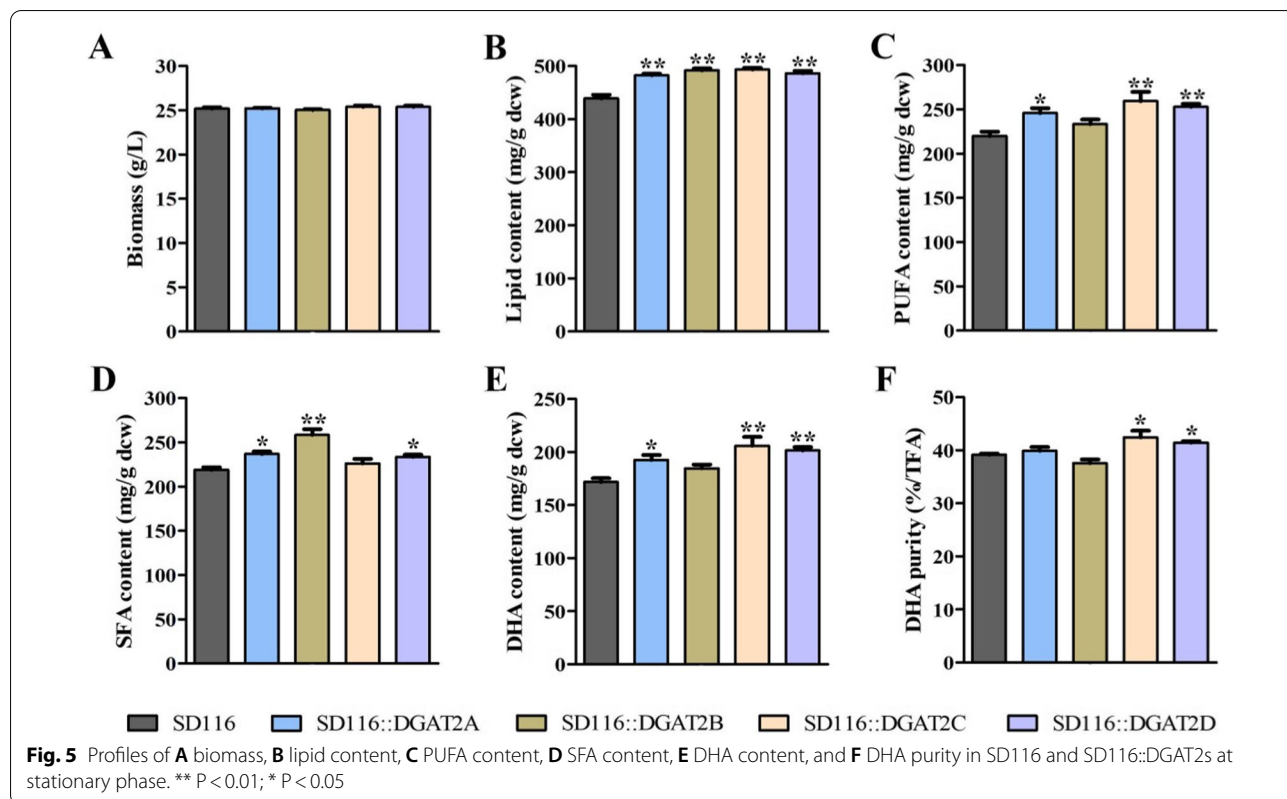 A
Biomass (g/L)
30
25
20
15
10
5
0
B
Lipid content (mg/g dcw)
500
400
300
200
100
0
** ** ** **
C
PUFA content (mg/g dcw)
300
250
200
150
100
50
0
* ** **
D
SFA content (mg/g dcw)
300
250
200
150
100
50
0
* ** *
E
DHA content (mg/g dcw)
250
200
150
100
50
0
* ** **
F
DHA purity (%/TFA)
50
40
30
20
10
0
* *
SD116 SD116::DGAT2A SD116::DGAT2B SD116::DGAT2C SD116::DGAT2D
Fig. 5 Profiles of A biomass, B lipid content, C PUFA content, D SFA content, E DHA content, and F DHA purity in SD116 and SD116::DGAT2s at
stationary phase. ** P < 0.01; * P < 0.05